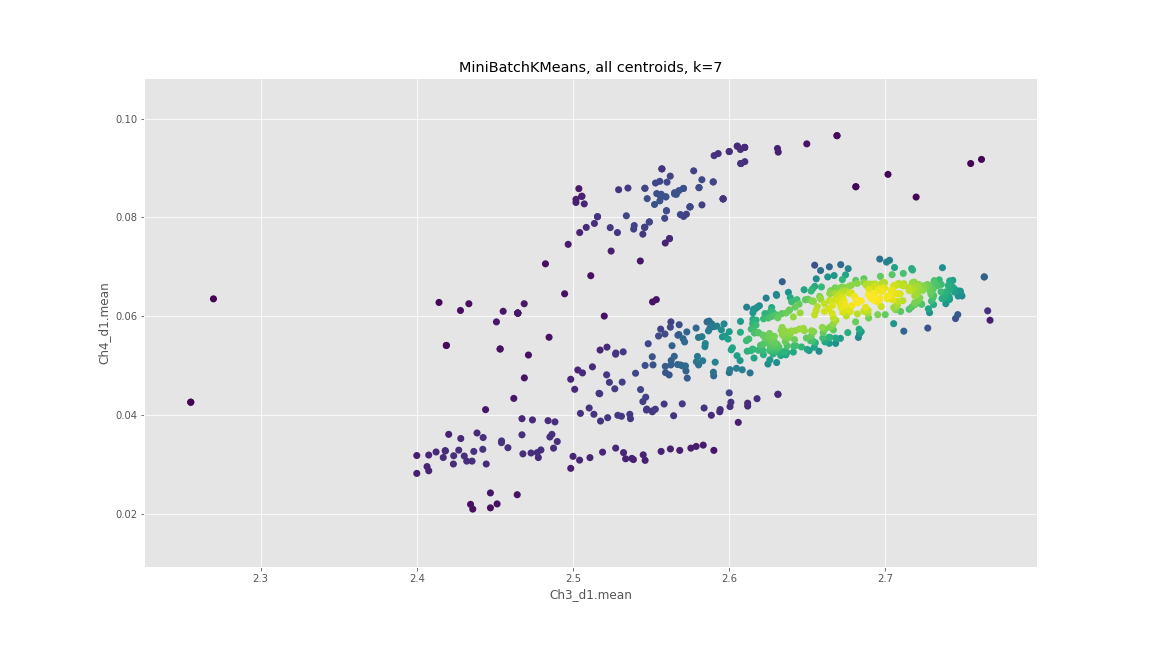 MiniBatchKMeans, all centroids, k=7
0.10
0.08
0.06
0.04
0.02
Ch4_d1.mean
2.3 2.4 2.5 2.6 2.7
Ch3_d1.mean